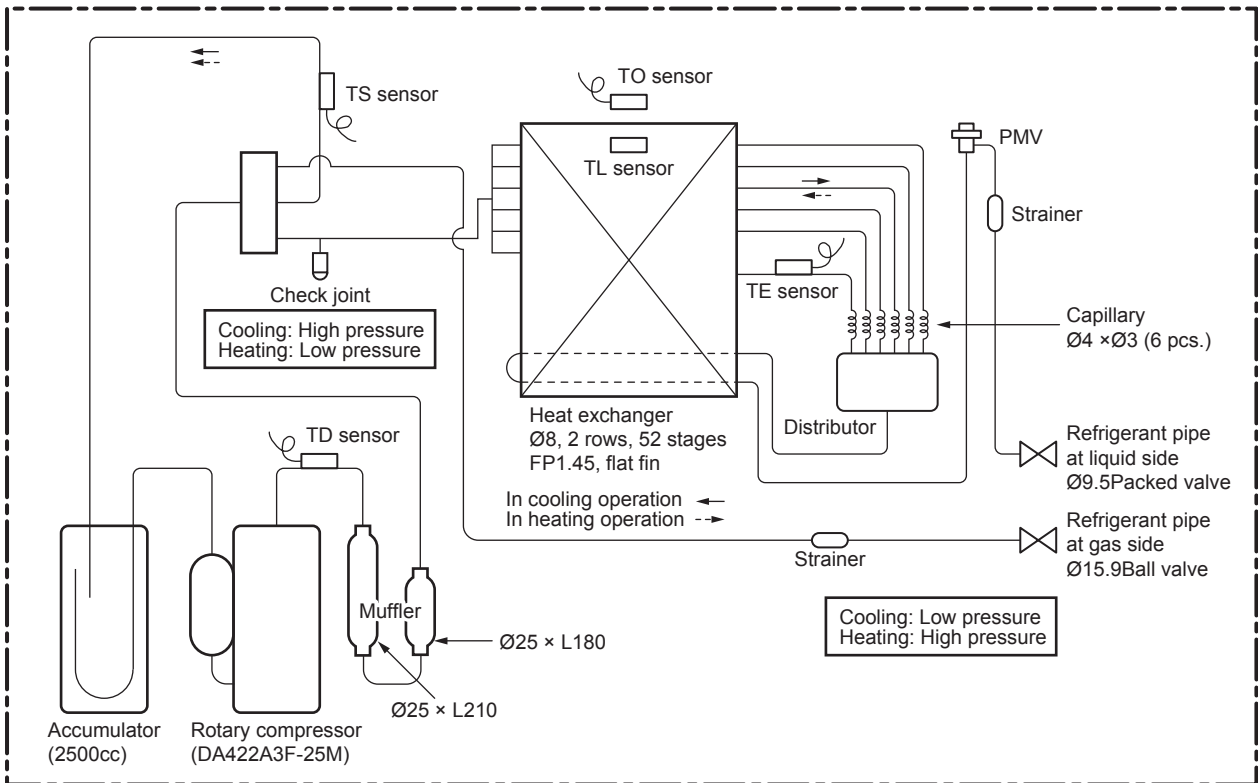 TS sensor
TO sensor
TL sensor
PMV
Strainer
TE sensor
Check joint
Cooling: High pressure
Heating: Low pressure
Capillary
Ø4 ×Ø3 (6 pcs.)
Heat exchanger
Ø8, 2 rows, 52 stages
FP1.45, flat fin
Distributor
TD sensor
Refrigerant pipe
at liquid side
Ø9.5Packed valve
In cooling operation
In heating operation
Refrigerant pipe
at gas side
Ø15.9Ball valve
Strainer
Muffler
Cooling: Low pressure
Heating: High pressure
Ø25 × L180
Ø25 × L210
Accumulator
(2500cc)
Rotary compressor
(DA422A3F-25M)